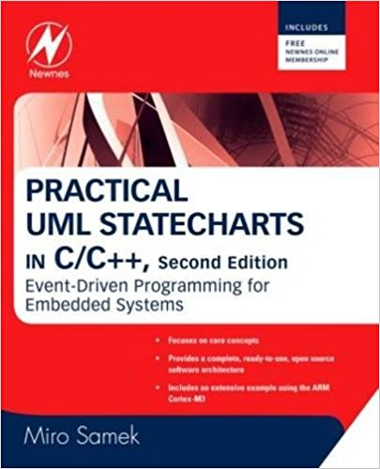 Newnes
INCLUDES
FREE
NEWNES ONLINE
MEMBERSHIP
PRACTICAL
UML STATECHARTS
IN C/C++, Second Edition
Event-Driven Programming for
Embedded Systems
• Focuses on core concepts
• Provides a complete, ready-to-use, open source
software architecture
• Includes an extensive example using the ARM
Cortex-M3
Miro Samek